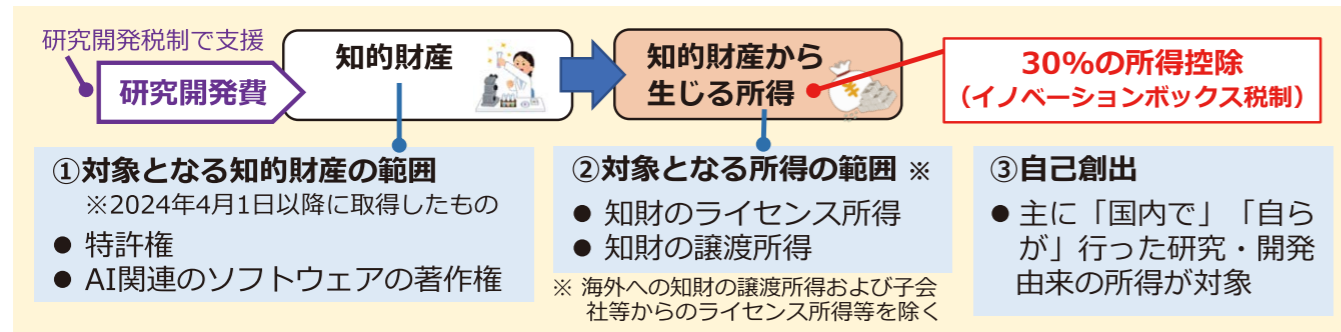 研究開発税制で支援
研究開発費
知的財産
知的財産から
生じる所得
30%の所得控除
（イノベーションボックス税制）
①対象となる知的財産の範囲
※2024年4月1日以降に取得したもの
● 特許権
● AI関連のソフトウェアの著作権
②対象となる所得の範囲 ※
● 知財のライセンス所得
● 知財の譲渡所得
※ 海外への知財の譲渡所得および子会
社等からのライセンス所得等を除く
③自己創出
● 主に「国内で」「自ら
が」行った研究・開発
由来の所得が対象